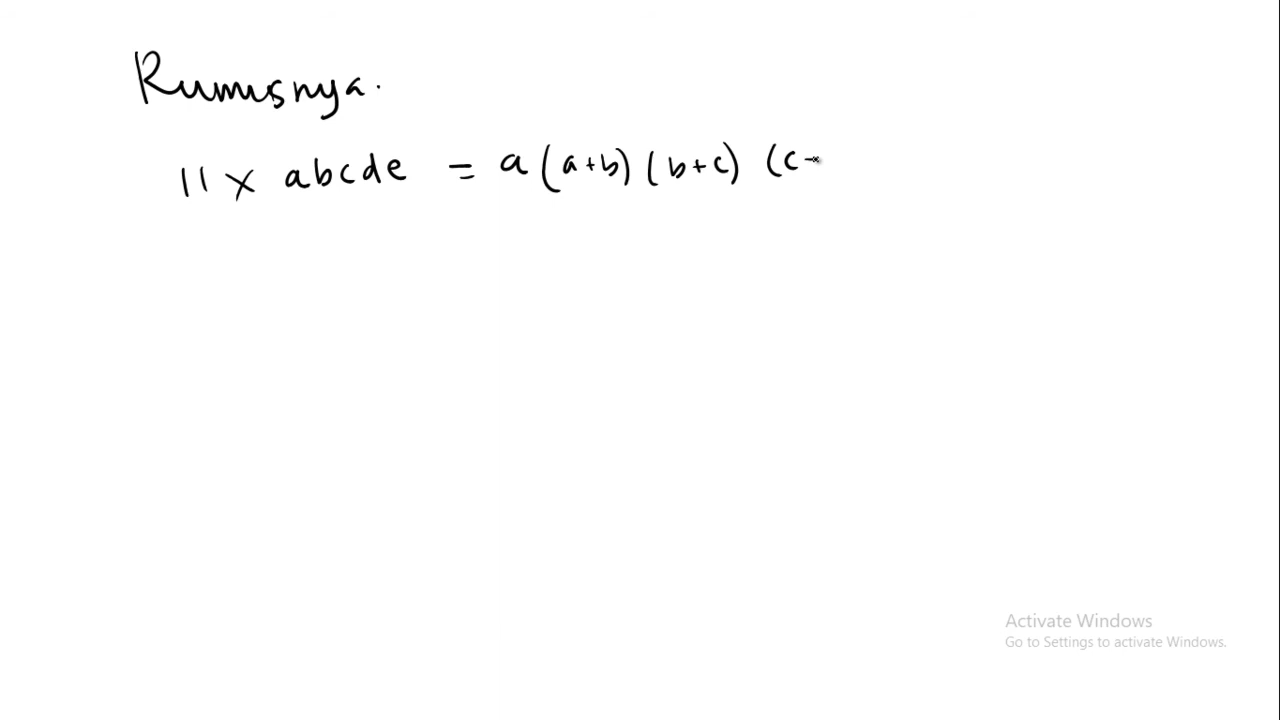 Rumusnya.
11 x abcde = a (a+b) (b+c) (c-
Activate Windows
Go to Settings to activate Windows.